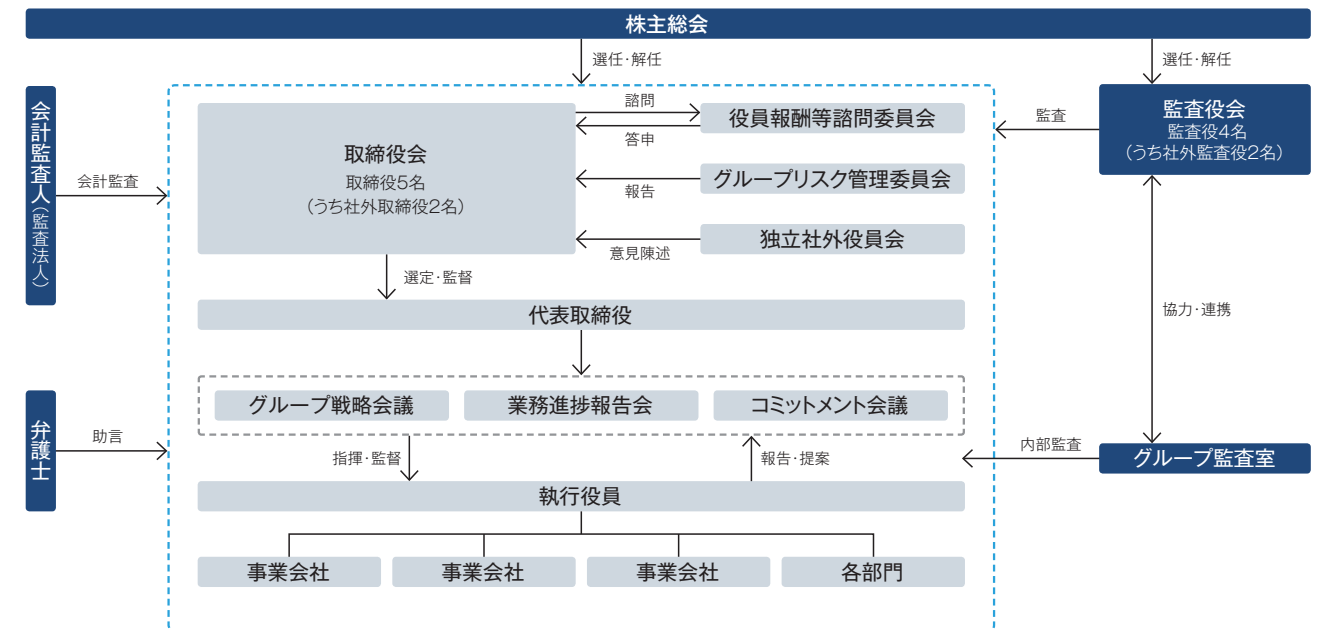 株主総会
選任・解任
選任・解任
会計監査人(監査法人)
会計監査
取締役会
取締役5名
(うち社外取締役2名)
諮問
答申
役員報酬等諮問委員会
報告
グループリスク管理委員会
意見陳述
独立社外役員会
監査
監査役会
監査役4名
(うち社外監査役2名)
選定・監督
代表取締役
協力・連携
グループ戦略会議
業務進捗報告会
コミットメント会議
弁護士
助言
指揮・監督
報告・提案
内部監査
グループ監査室
執行役員
事業会社
事業会社
事業会社
各部門